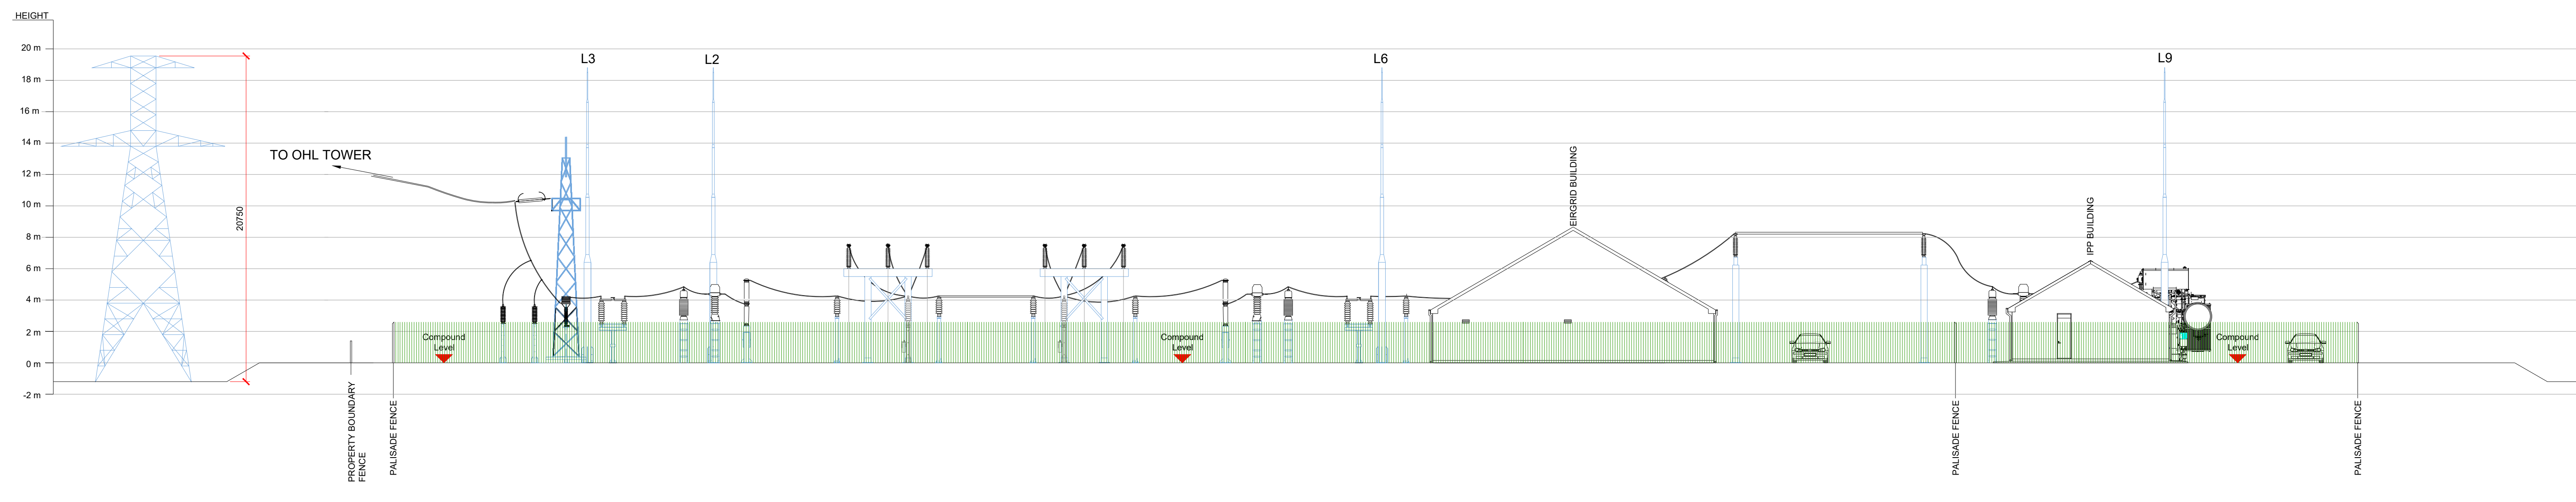 HEIGHT
20 m
18 m
16 m
14 m
12 m
10 m
8 m
6 m
4 m
2 m
0 m
-2 m
20750
TO OHL TOWER
L3
L2
L6
L9
EIRGRID BUILDING
IPP BUILDING
Compound
Level
Compound
Level
Compound
Level
PROPERTY BOUNDARY
FENCE
PALISADE FENCE
PALISADE FENCE
PALISADE FENCE